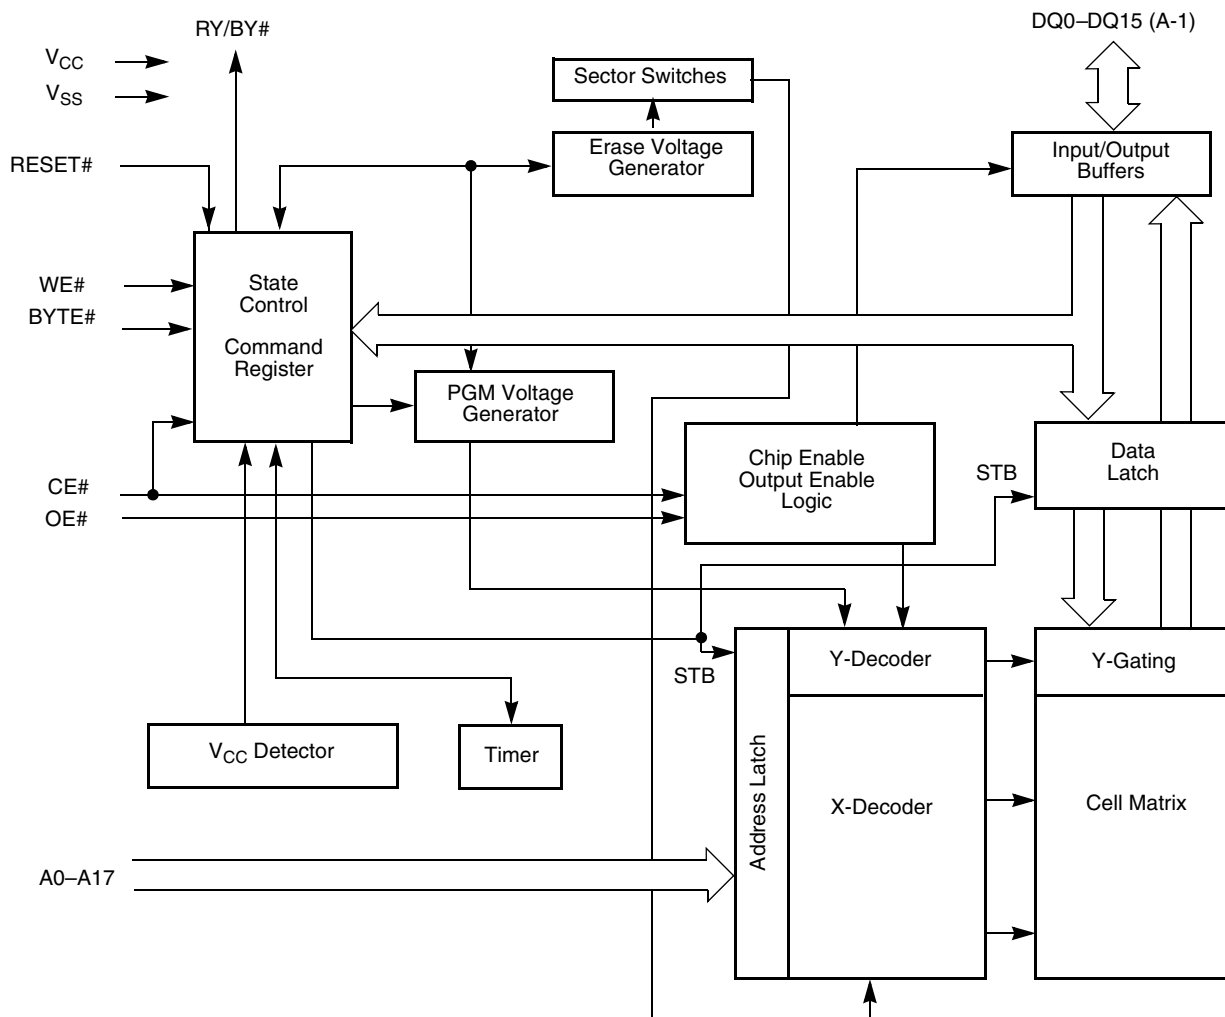 RY/BY#
DQ0–DQ15 (A-1)
VCC
VSS
Sector Switches
Erase Voltage
Generator
Input/Output
Buffers
RESET#
WE#
BYTE#
State
Control
Command
Register
PGM Voltage
Generator
Chip Enable
Output Enable
Logic
Data
Latch
STB
CE#
OE#
STB
Y-Decoder
Y-Gating
VCC Detector
Timer
Address Latch
X-Decoder
Cell Matrix
A0–A17